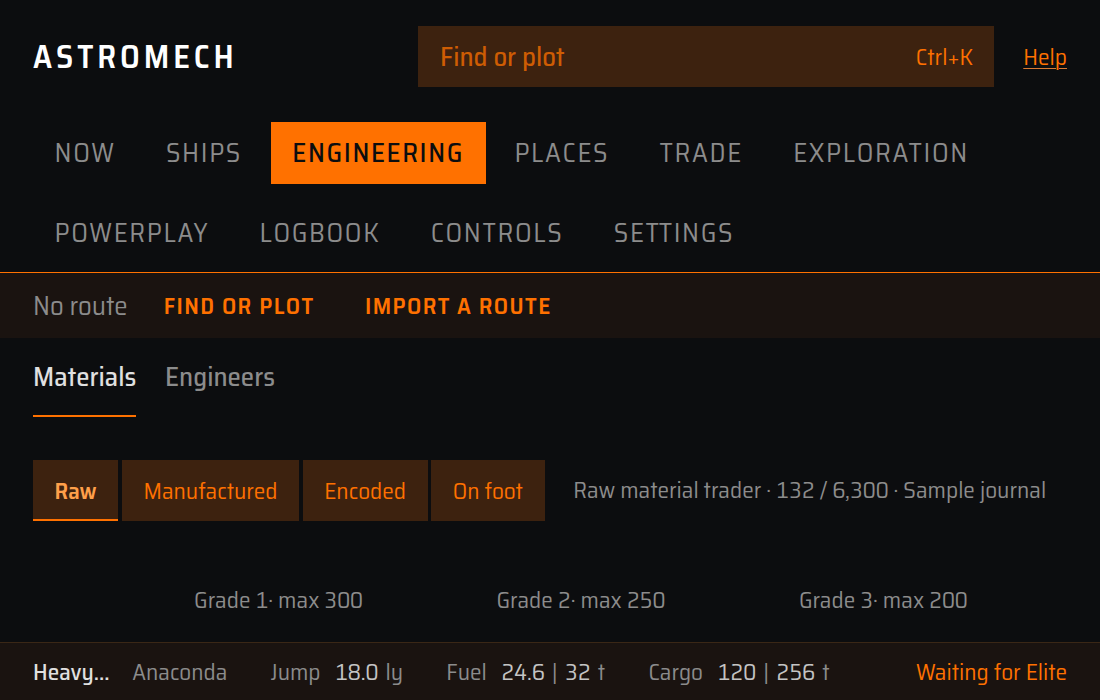 ASTROMECH Find or plot Ctrl+K Help
NOW SHIPS ENGINEERING PLACES TRADE EXPLORATION
POWERPLAY LOGBOOK CONTROLS SETTINGS
No route FIND OR PLOT IMPORT A ROUTE
Materials Engineers
Raw Manufactured Encoded On foot Raw material trader · 132 / 6,300 · Sample journal
Grade 1· max 300 Grade 2· max 250 Grade 3· max 200
Heavy... Anaconda Jump 18.0 ly Fuel 24.6 | 32 t Cargo 120 | 256 t Waiting for Elite